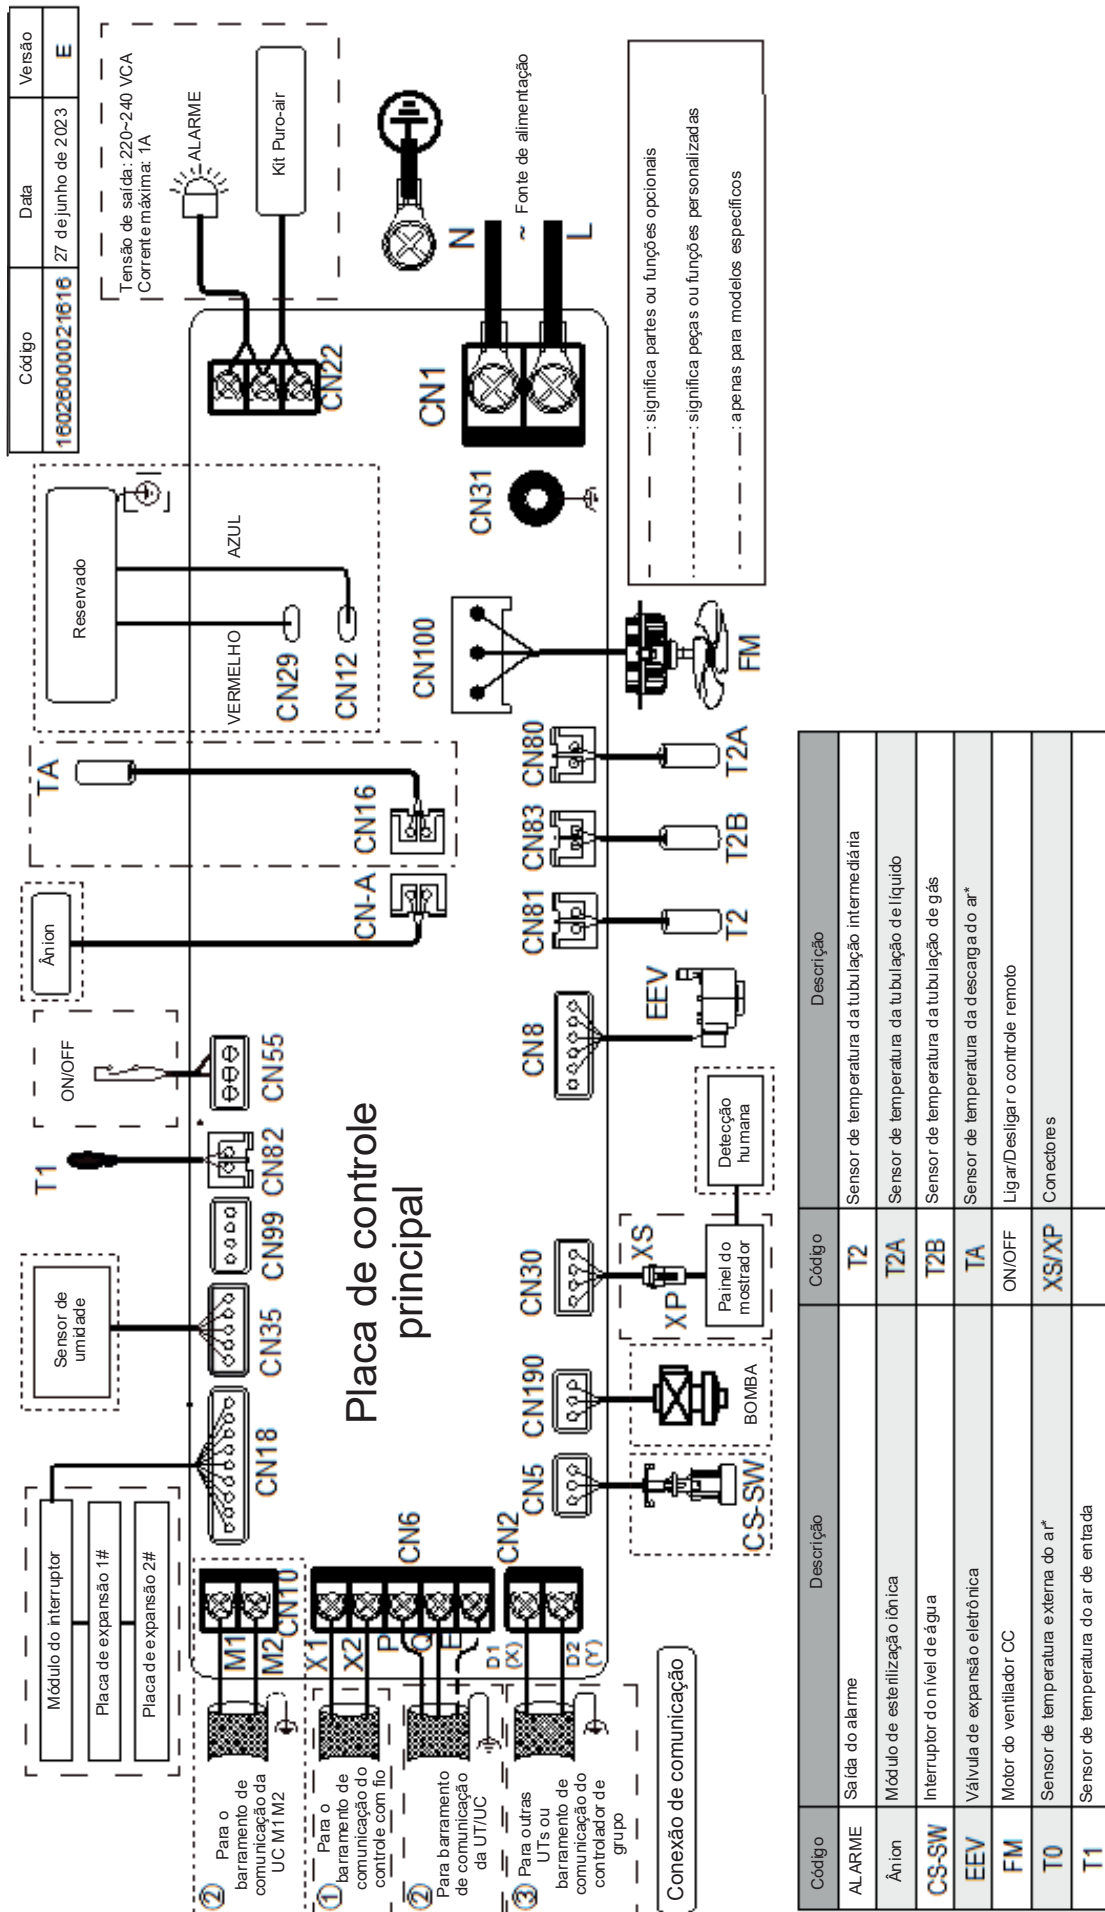 Código
Data
Versão
16026000021616
27 de junho de 2023
E
Módulo do interruptor
Placa de expansão 1#
Placa de expansão 2#
Sensor de
umidade
T1
ON/OFF
Ânion
TA
Reservado
VERMELHO
AZUL
Tensão de saída: 220~240 VCA
Corrente máxima: 1A
ALARME
Kit Puro-air
CN18
CN35
CN99
CN82
CN55
CN-A
CN16
CN29
CN12
CN22
② Para o
barramento de
comunicação da
UC M1M2
M1
M2
CN10
① Para o
barramento de
comunicação do
controle com fio
X1
X2
② Para barramento
de comunicação
da UT/UC
P
Q
E
CN6
③ Para outras
UTs ou
barramento de
comunicação do
controlador de
grupo
D1
(X)
D2
(Y)
CN2
Conexão de comunicação
Placa de controle
principal
CN5
CN190
CN30
CN8
CN81
CN83
CN80
CN100
CN31
CN1
N
~ Fonte de alimentação
L
CS-SW
BOMBA
XP
XS
Painel do
mostrador
Detecção
humana
EEV
T2
T2B
T2A
FM
: significa partes ou funções opcionais
: significa peças ou funções personalizadas
: apenas para modelos específicos
Código
Descrição
Código
Descrição
ALARME
Saída do alarme
T2
Sensor de temperatura da tubulação intermediária
Ânion
Módulo de esterilização iônica
T2A
Sensor de temperatura da tubulação de líquido
CS-SW
Interruptor do nível de água
T2B
Sensor de temperatura da tubulação de gás
EEV
Válvula de expansão eletrônica
TA
Sensor de temperatura da descarga do ar*
FM
Motor do ventilador CC
ON/OFF
Ligar/Desligar o controle remoto
T0
Sensor de temperatura externa do ar*
XS/XP
Conectores
T1
Sensor de temperatura do ar de entrada